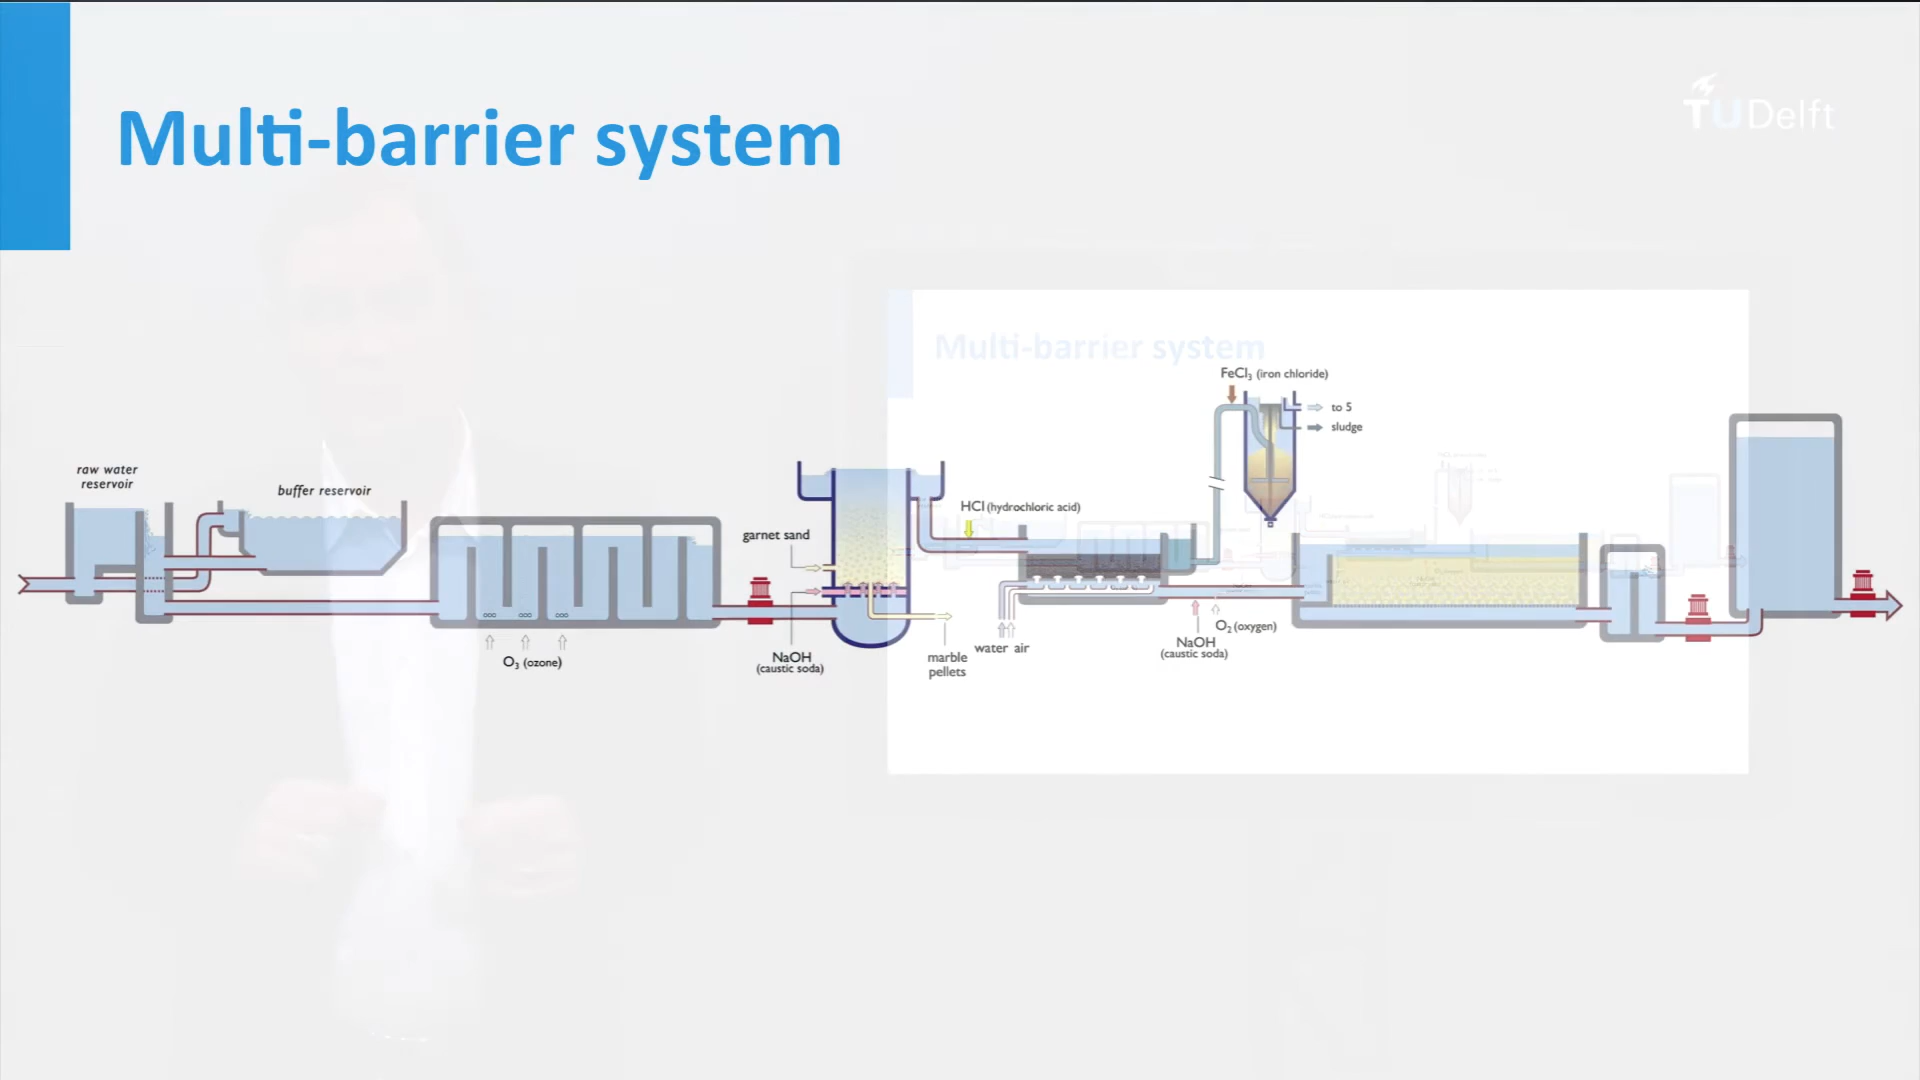 Multi-barrier system
TU Delft
Multi-barrier system
FeCl₃ (iron chloride)
to 5
sludge
raw water
reservoir
buffer reservoir
HCl (hydrochloric acid)
garnet sand
O₃ (ozone)
NaOH
(caustic soda)
marble
pellets
water air
O₂ (oxygen)
NaOH
(caustic soda)